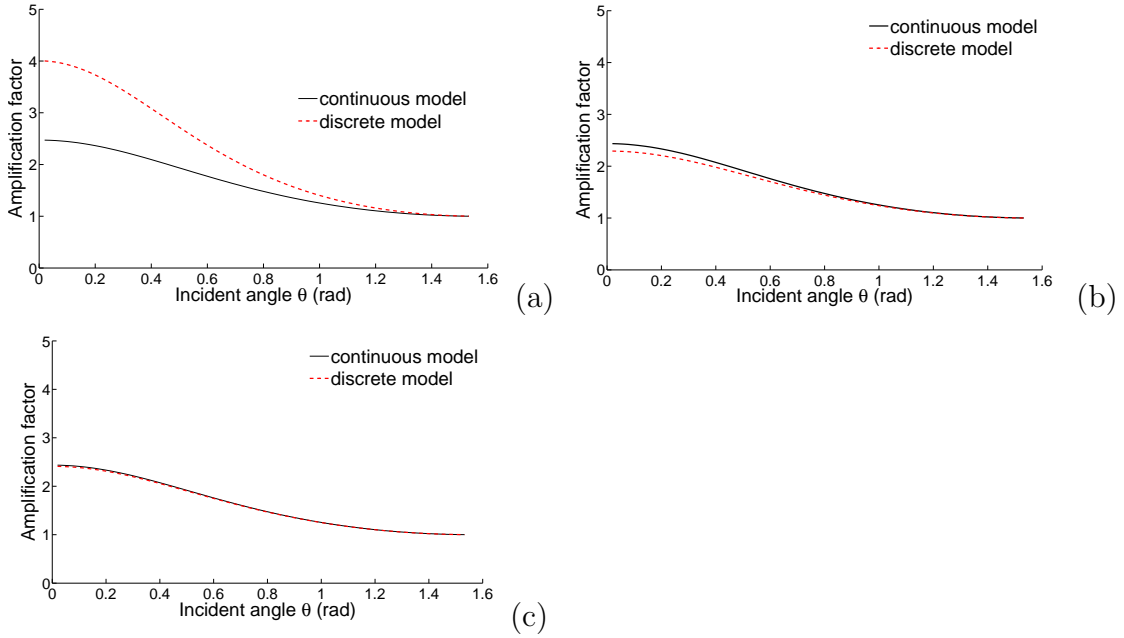 5
4
3
2
1
0
Amplification factor
continuous model
discrete model
0 0.2 0.4 0.6 0.8 1 1.2 1.4 1.6
Incident angle θ (rad)
(a)
5
4
3
2
1
0
Amplification factor
continuous model
discrete model
0 0.2 0.4 0.6 0.8 1 1.2 1.4 1.6
Incident angle θ (rad)
(b)
5
4
3
2
1
0
Amplification factor
continuous model
discrete model
0 0.2 0.4 0.6 0.8 1 1.2 1.4 1.6
Incident angle θ (rad)
(c)